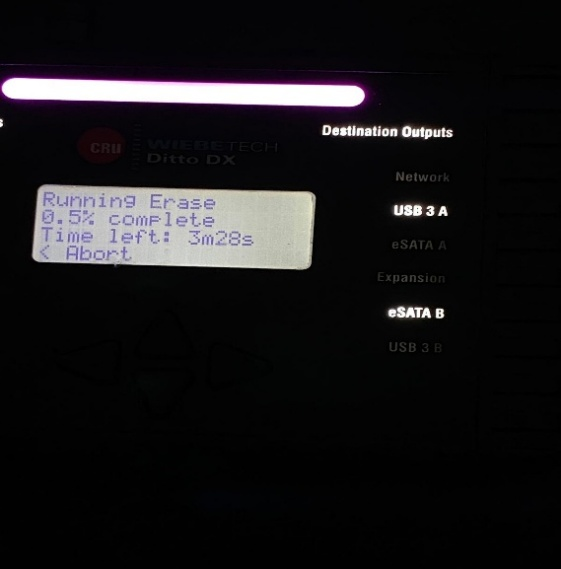 Destination Outputs
CRU
WIEBETECH
Ditto DX
Network
USB 3 A
eSATA A
Expansion
eSATA B
USB 3 B
Running Erase
0.5% complete
Time left: 3m28s
< Abort